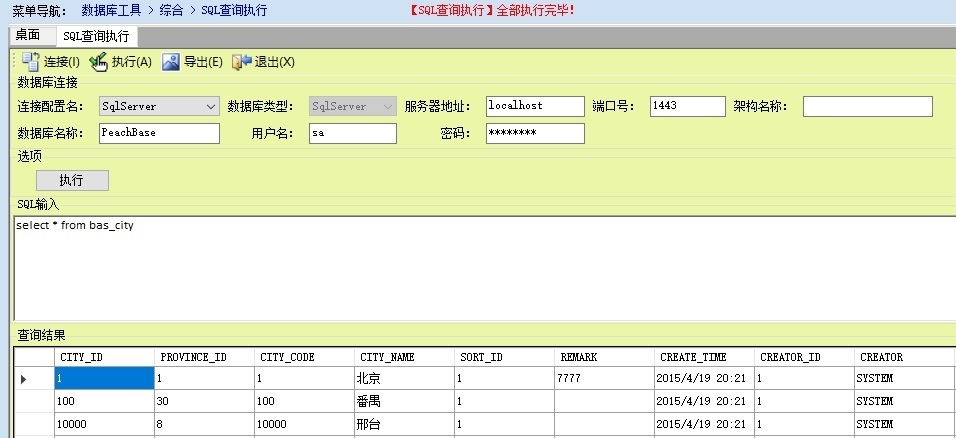 菜单导航： 数据库工具 > 综合 > SQL查询执行 【SQL查询执行】全部执行完毕!
桌面 SQL查询执行
连接(I) 执行(A) 导出(E) 退出(X)
数据库连接
连接配置名： SqlServer 数据库类型： SqlServer 服务器地址： localhost 端口号： 1443 架构名称：
数据库名称： PeachBase 用户名： sa 密码： ********
选项
执行
SQL输入
select * from bas_city
查询结果
CITY_ID PROVINCE_ID CITY_CODE CITY_NAME SORT_ID REMARK CREATE_TIME CREATOR_ID CREATOR
1 1 1 北京 1 7777 2015/4/19 20:21 1 SYSTEM
100 30 100 番禺 1 2015/4/19 20:21 1 SYSTEM
10000 8 10000 邢台 1 2015/4/19 20:21 1 SYSTEM